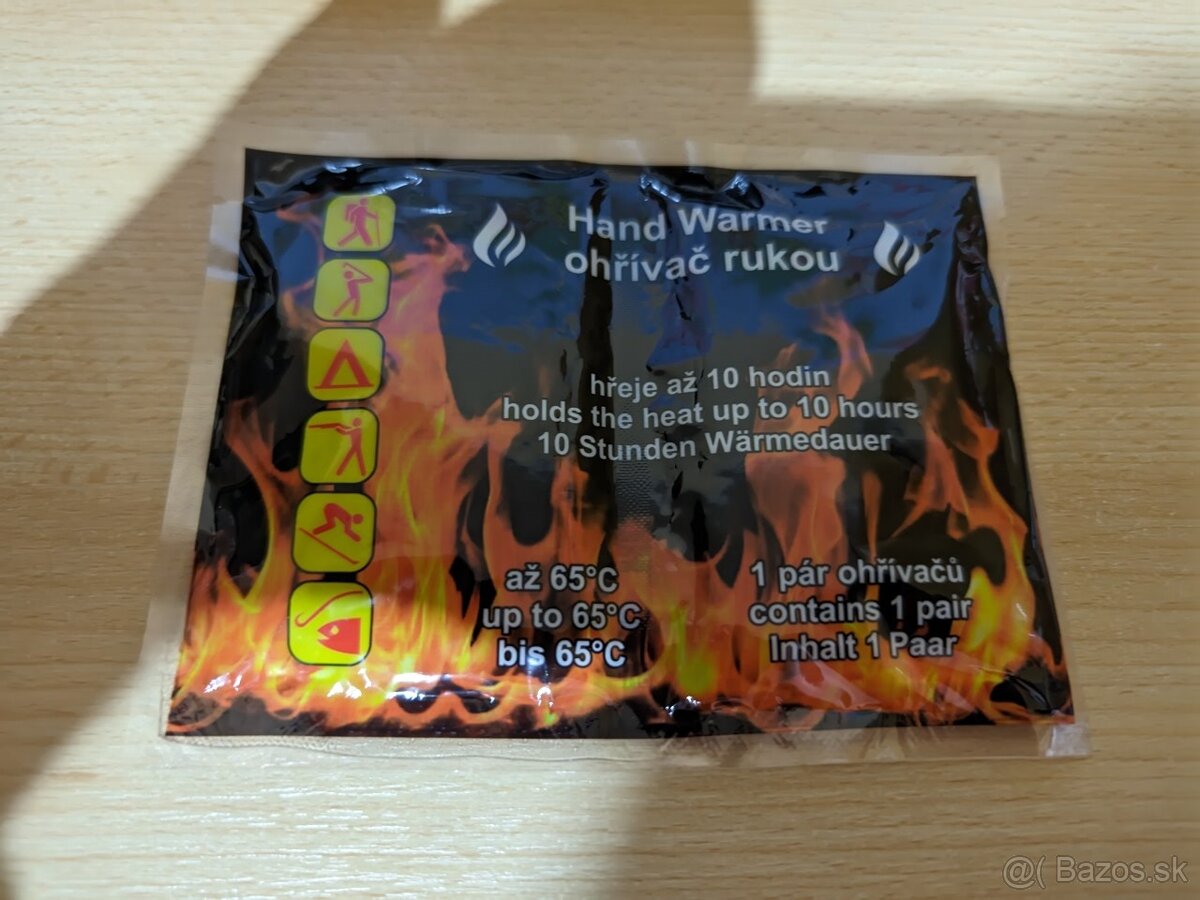 Hand Warmer
ohřívač rukou
hřeje až 10 hodin
holds the heat up to 10 hours
10 Stunden Wärmedauer
až 65°C
up to 65°C
bis 65°C
1 pár ohřívačů
contains 1 pair
Inhalt 1 Paar
@( Bazos.sk